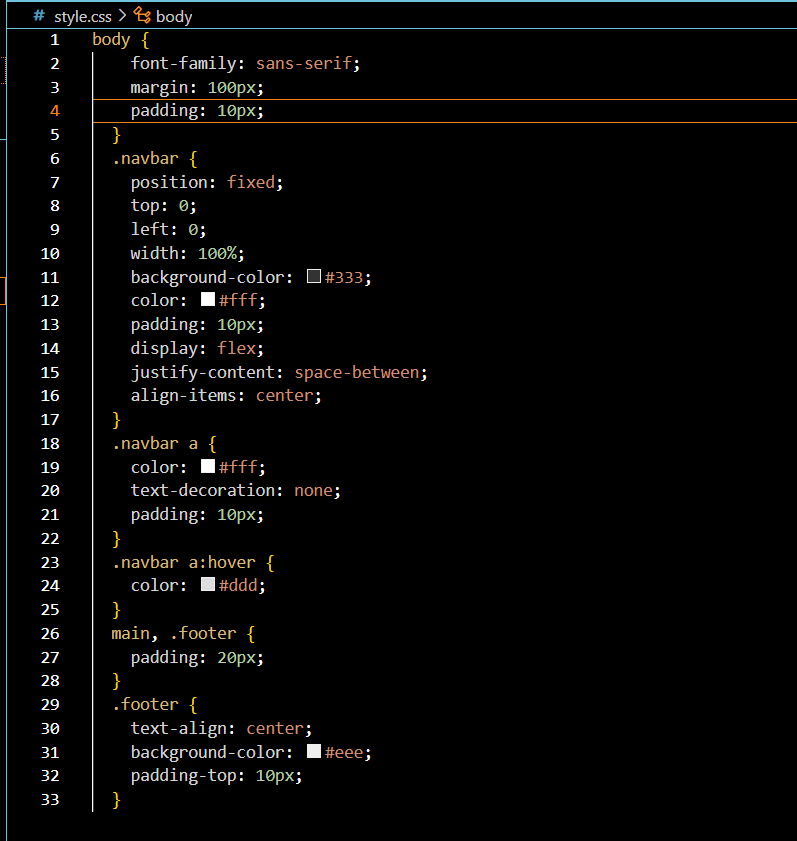 # style.css > body
1 body {
2 font-family: sans-serif;
3 margin: 100px;
4 padding: 10px;
5 }
6 .navbar {
7 position: fixed;
8 top: 0;
9 left: 0;
10 width: 100%;
11 background-color: #333;
12 color: #fff;
13 padding: 10px;
14 display: flex;
15 justify-content: space-between;
16 align-items: center;
17 }
18 .navbar a {
19 color: #fff;
20 text-decoration: none;
21 padding: 10px;
22 }
23 .navbar a:hover {
24 color: #ddd;
25 }
26 main, .footer {
27 padding: 20px;
28 }
29 .footer {
30 text-align: center;
31 background-color: #eee;
32 padding-top: 10px;
33 }